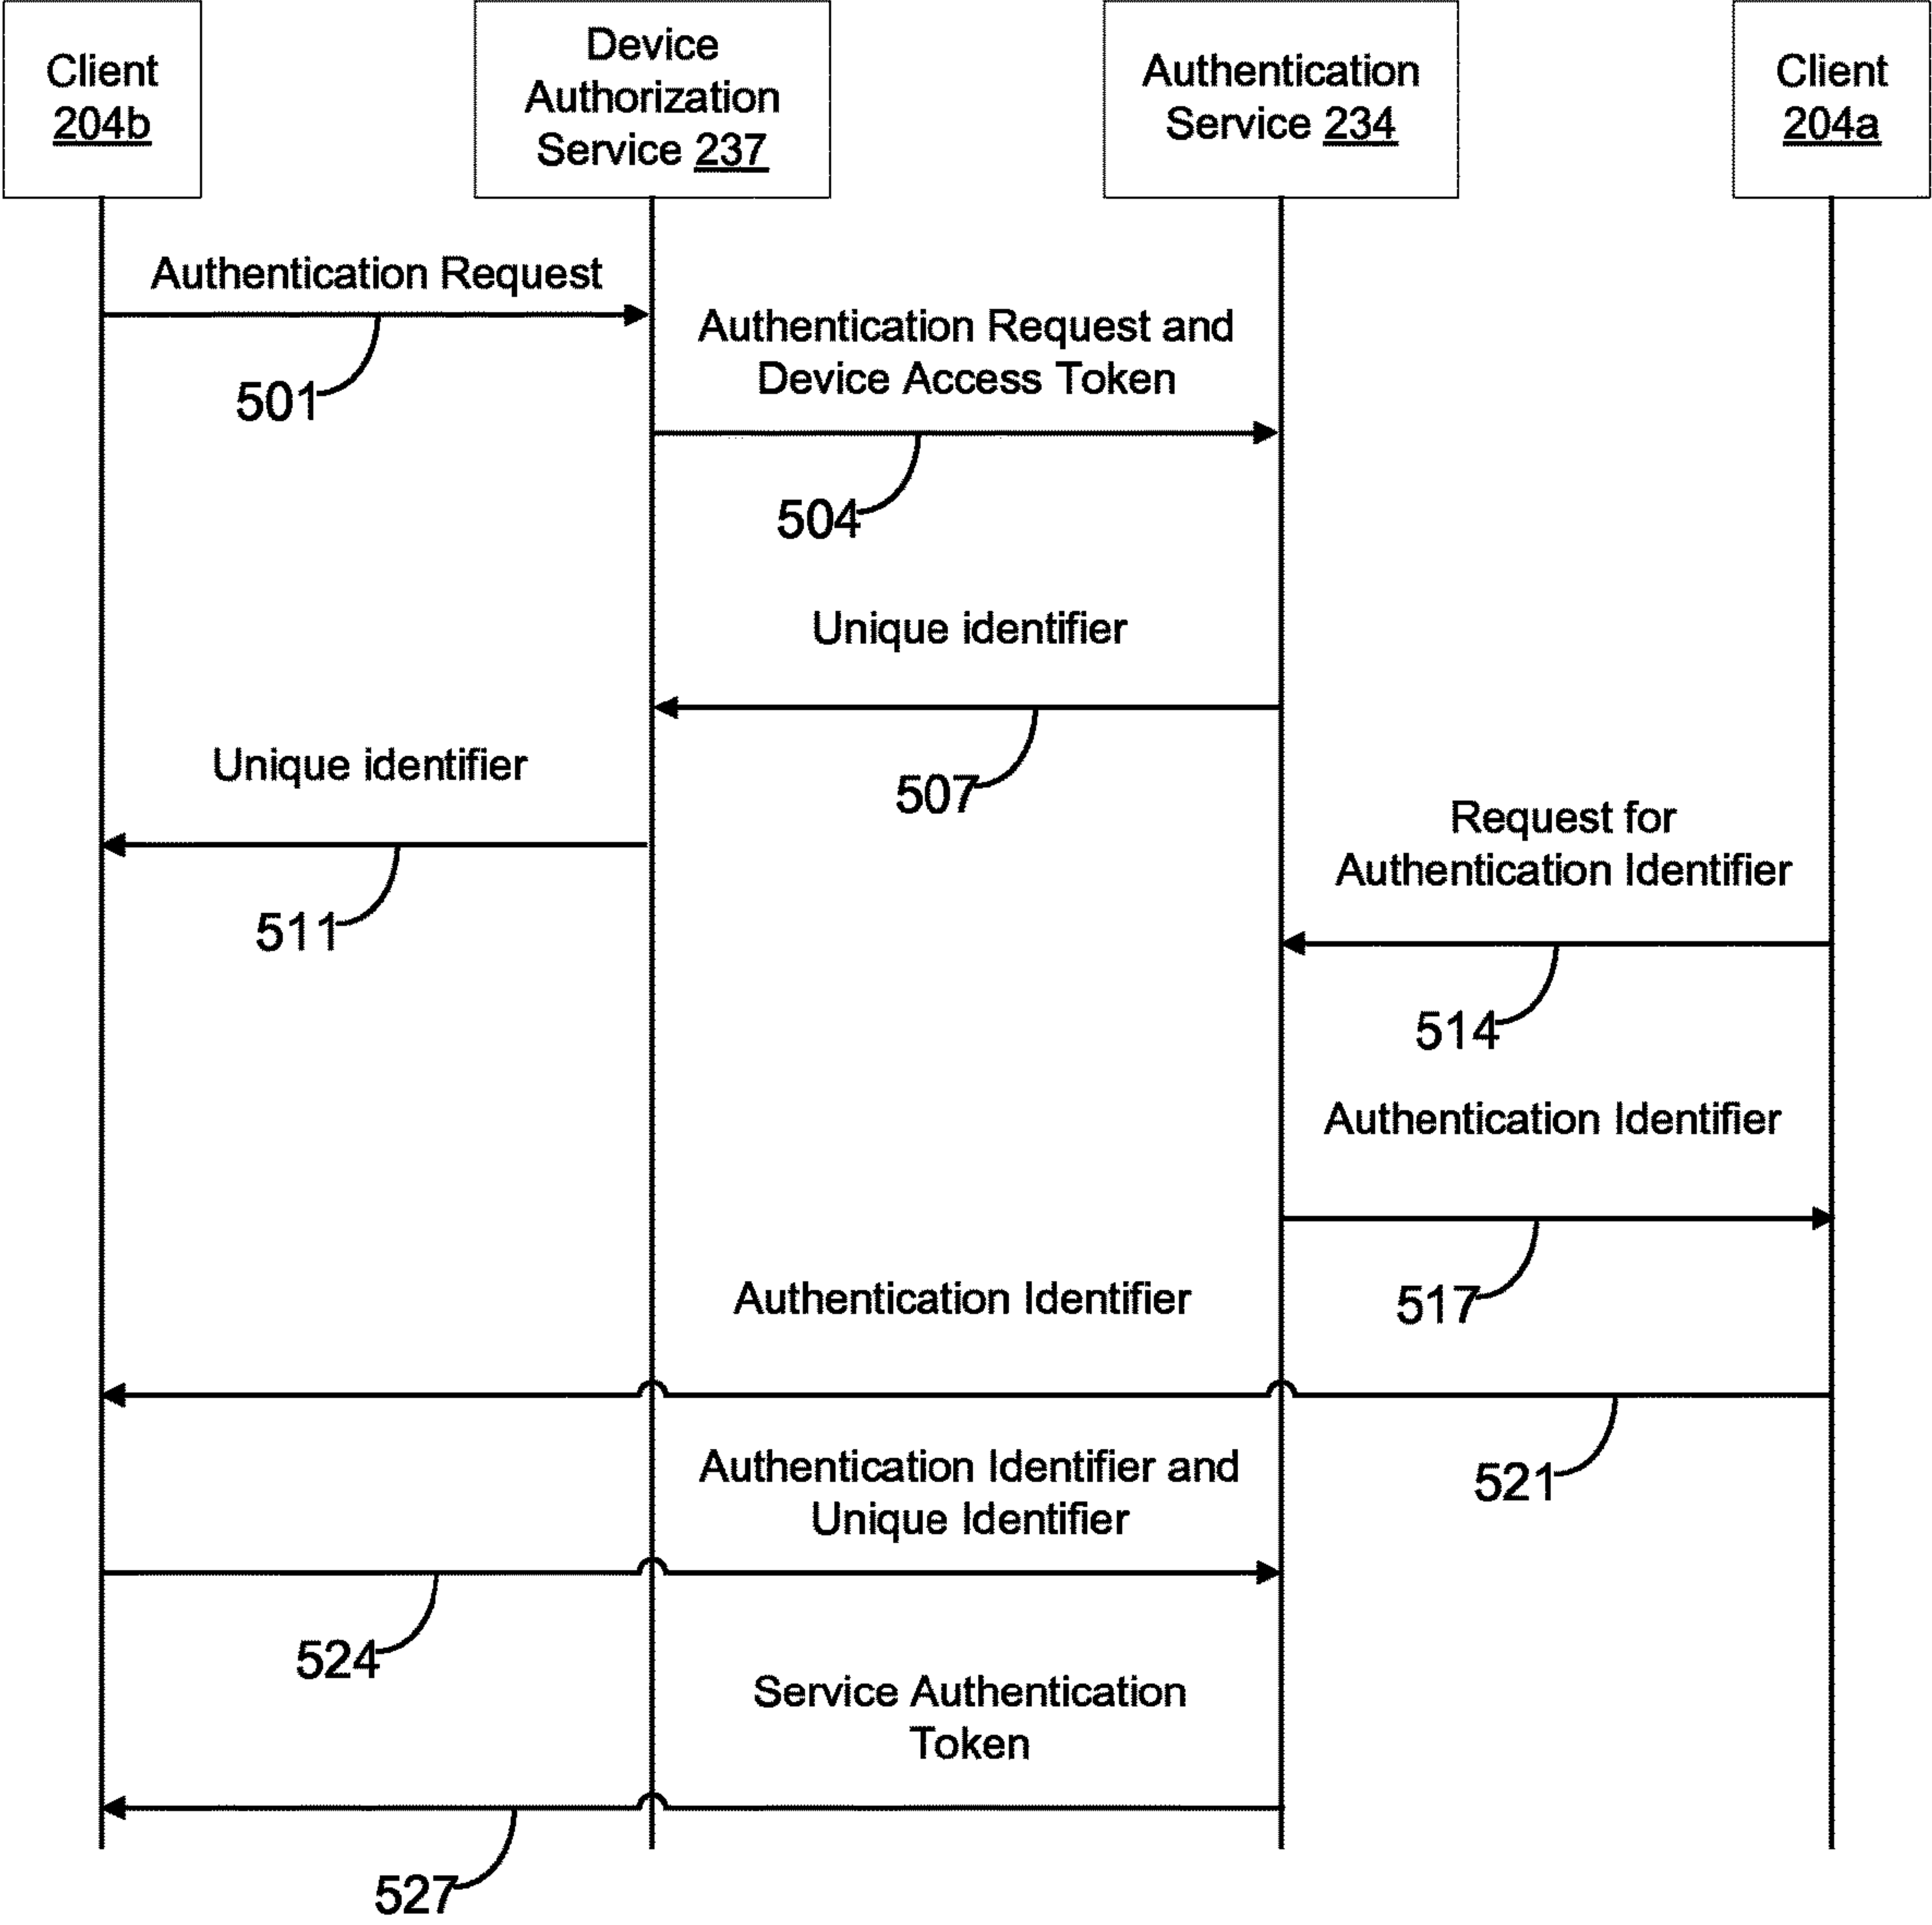 Client
204b
Device
Authorization
Service 237
Authentication
Service 234
Client
204a
Authentication Request
501
Authentication Request and
Device Access Token
504
Unique identifier
507
Unique identifier
511
Request for
Authentication Identifier
514
Authentication Identifier
517
Authentication Identifier
521
Authentication Identifier and
Unique Identifier
524
Service Authentication
Token
527